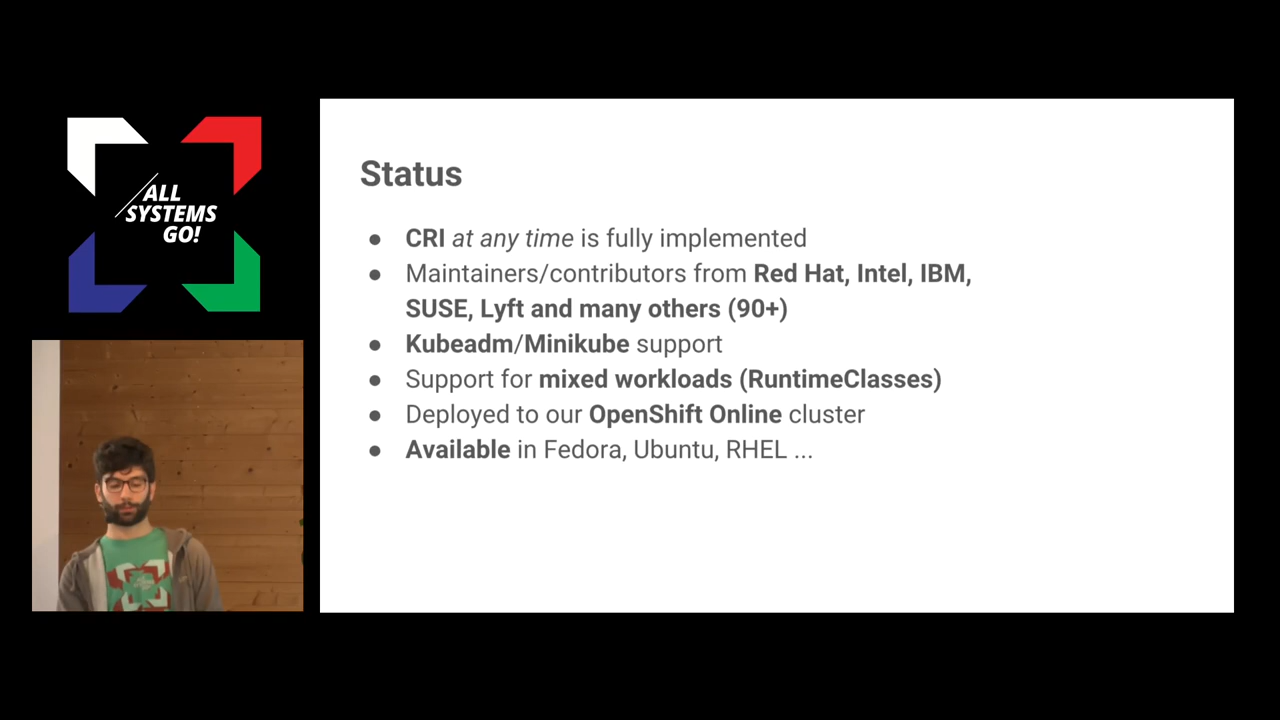 ALL
SYSTEMS
GO!
Status
● CRI at any time is fully implemented
● Maintainers/contributors from Red Hat, Intel, IBM,
SUSE, Lyft and many others (90+)
● Kubeadm/Minikube support
● Support for mixed workloads (RuntimeClasses)
● Deployed to our OpenShift Online cluster
● Available in Fedora, Ubuntu, RHEL ...